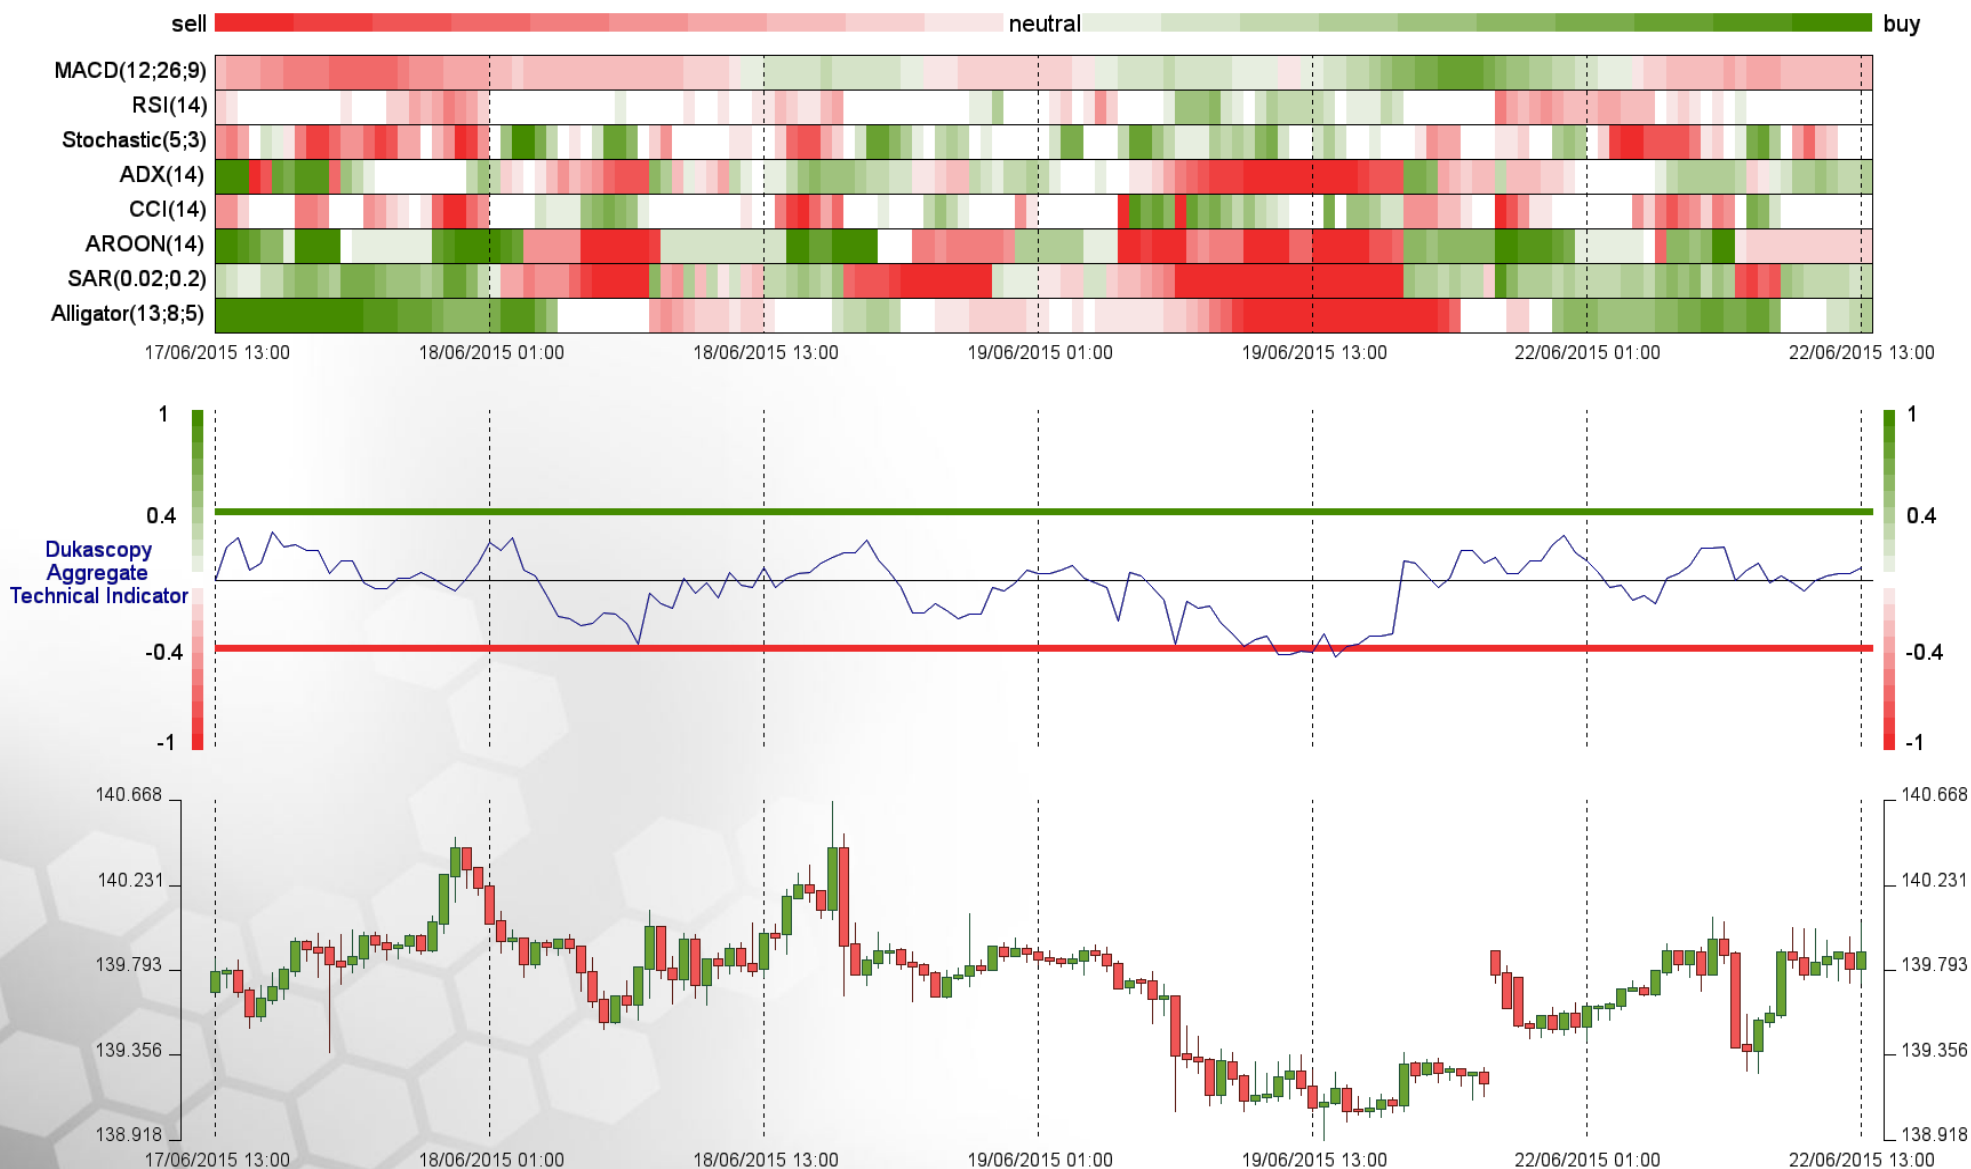 sell neutral buy
MACD(12;26;9)
RSI(14)
Stochastic(5;3)
ADX(14)
CCI(14)
AROON(14)
SAR(0.02;0.2)
Alligator(13;8;5)
17/06/2015 13:00 18/06/2015 01:00 18/06/2015 13:00 19/06/2015 01:00 19/06/2015 13:00 22/06/2015 01:00 22/06/2015 13:00
1 1
0.4 0.4
Dukascopy
Aggregate
Technical Indicator
-0.4 -0.4
-1 -1
140.668 140.668
140.231 140.231
139.793 139.793
139.356 139.356
138.918 138.918
17/06/2015 13:00 18/06/2015 01:00 18/06/2015 13:00 19/06/2015 01:00 19/06/2015 13:00 22/06/2015 01:00 22/06/2015 13:00